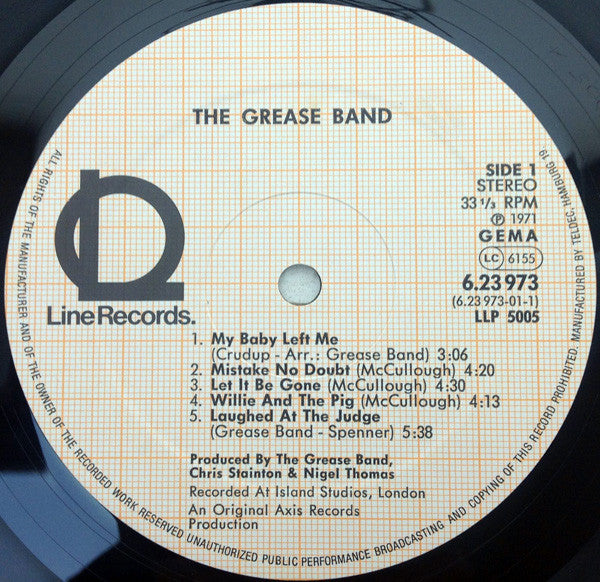 THE GREASE BAND
SIDE 1
STEREO
33 1/3 RPM
Ⓟ 1971
GEMA
LC 6155
6.23 973
(6.23 973-01-1)
LLP 5005
Line Records.
1. My Baby Left Me
(Crudup - Arr.: Grease Band) 3:06
2. Mistake No Doubt (McCullough) 4:20
3. Let It Be Gone (McCullough) 4:30
4. Willie And The Pig (McCullough) 4:13
5. Laughed At The Judge
(Grease Band - Spenner) 5:38
Produced By The Grease Band,
Chris Stainton & Nigel Thomas
Recorded At Island Studios, London
An Original Axis Records
Production
ALL RIGHTS OF THE MANUFACTURER AND OF THE OWNER OF THE RECORDED WORK RESERVED UNAUTHORIZED PUBLIC PERFORMANCE BROADCASTING AND COPYING OF THIS RECORD PROHIBITED. MANUFACTURED BY TELDEC, HAMBURG 19